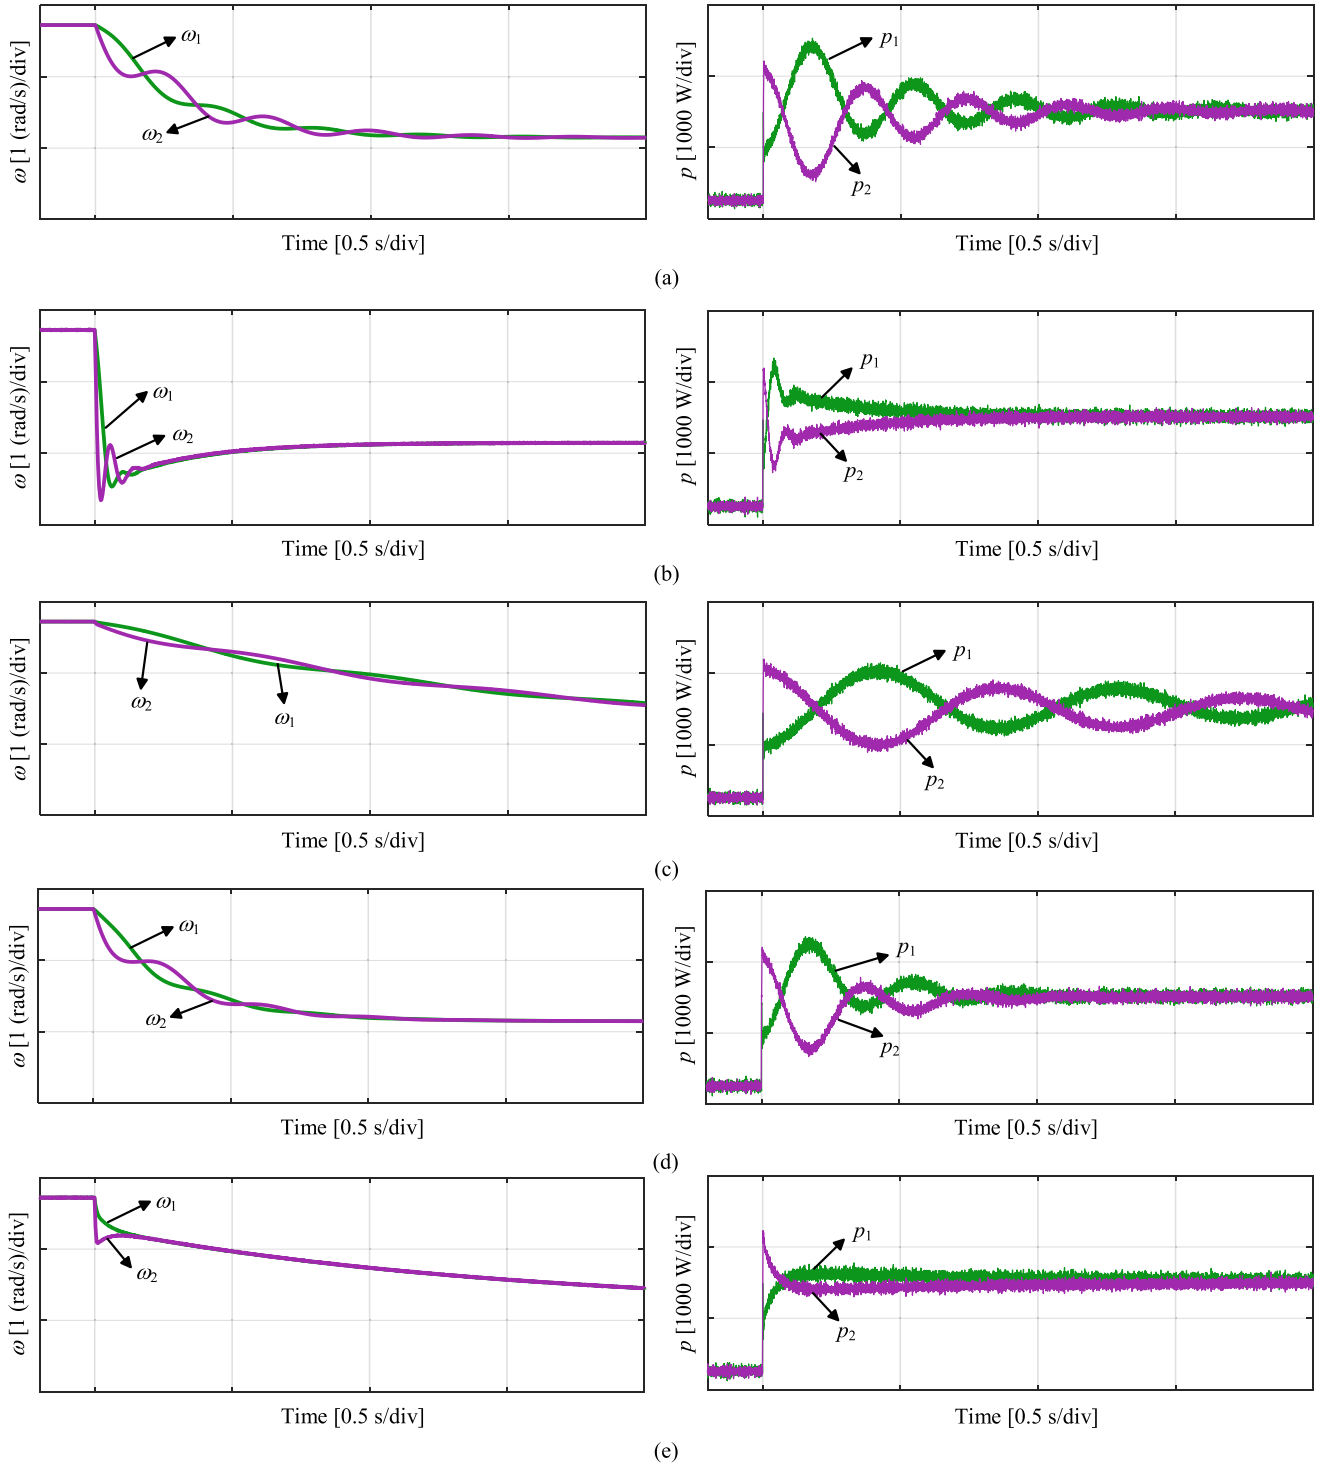 ω [1 (rad/s)/div]
ω₁
ω₂
Time [0.5 s/div]
p [1000 W/div]
p₁
p₂
Time [0.5 s/div]
(a)
ω [1 (rad/s)/div]
ω₁
ω₂
Time [0.5 s/div]
p [1000 W/div]
p₁
p₂
Time [0.5 s/div]
(b)
ω [1 (rad/s)/div]
ω₂
ω₁
Time [0.5 s/div]
p [1000 W/div]
p₁
p₂
Time [0.5 s/div]
(c)
ω [1 (rad/s)/div]
ω₁
ω₂
Time [0.5 s/div]
p [1000 W/div]
p₁
p₂
Time [0.5 s/div]
(d)
ω [1 (rad/s)/div]
ω₁
ω₂
Time [0.5 s/div]
p [1000 W/div]
p₁
p₂
Time [0.5 s/div]
(e)